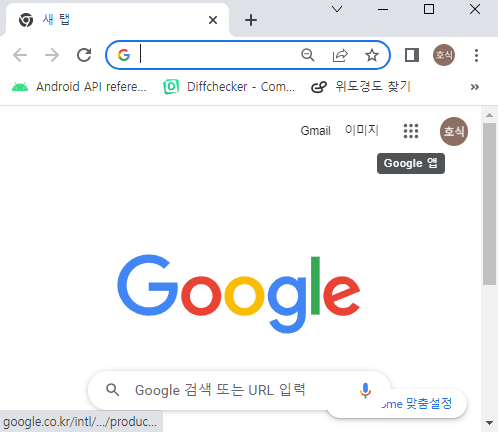 새 탭
호식
Android API refere...
Diffchecker - Com...
위도경도 찾기
Gmail
이미지
호식
Google 앱
Google
Google 검색 또는 URL 입력
ome 맞춤설정
google.co.kr/intl/.../produc...